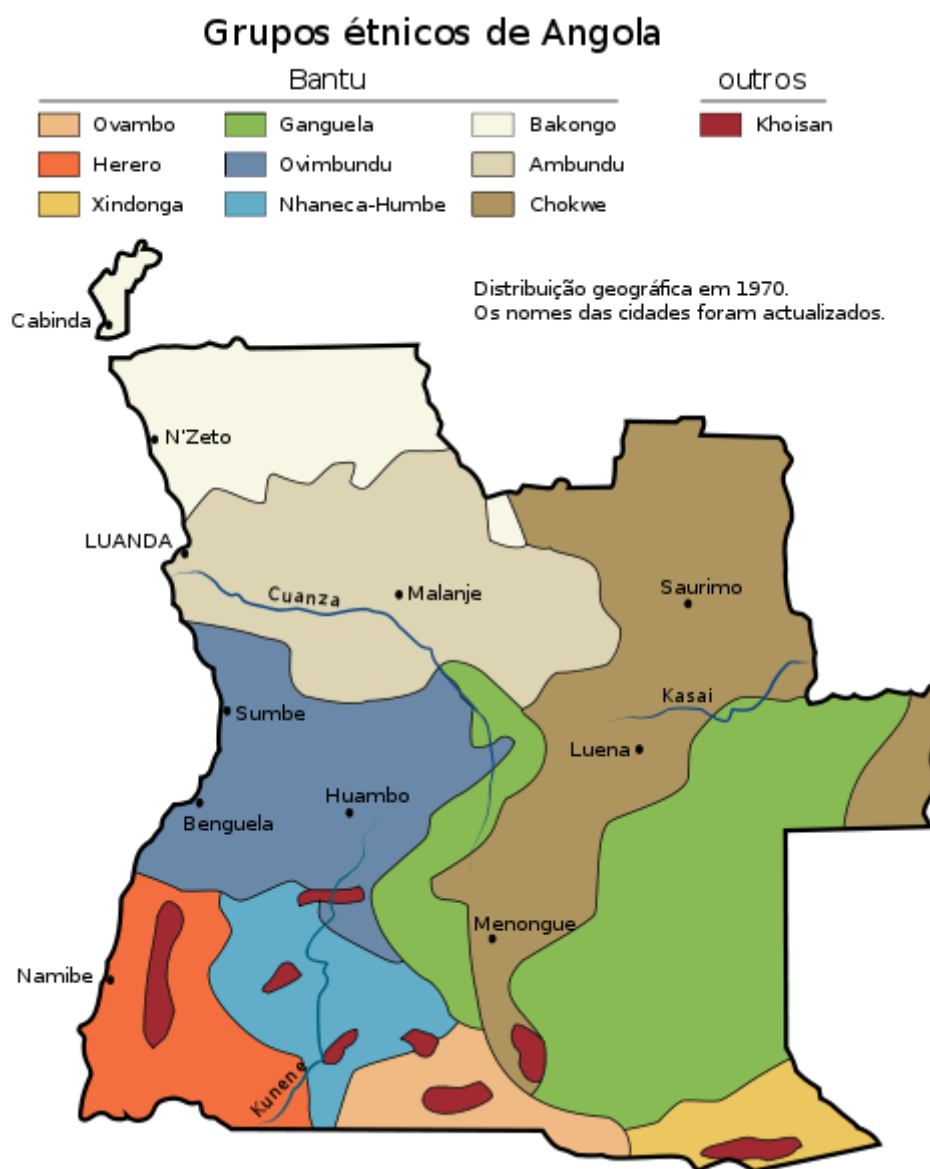 Grupos étnicos de Angola
Bantu
outros
Ovambo
Ganguela
Bakongo
Khoisan
Herero
Ovimbundu
Ambundu
Xindonga
Nhaneca-Humbe
Chokwe
Distribuição geográfica em 1970.
Os nomes das cidades foram actualizados.
Cabinda
N'Zeto
LUANDA
Cuanza
Malanje
Saurimo
Kasai
Sumbe
Luena
Huambo
Benguela
Menongue
Namibe
Kunene